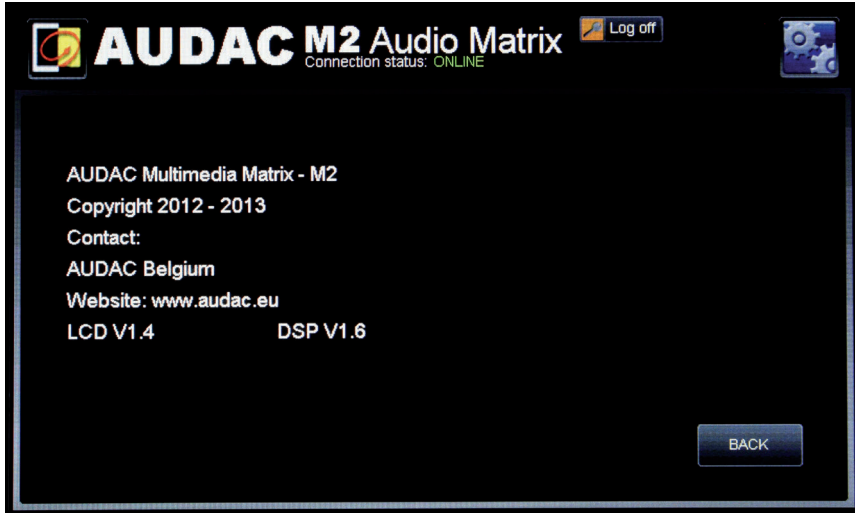 AUDAC M2 Audio Matrix
Log off
Connection status: ONLINE
AUDAC Multimedia Matrix - M2
Copyright 2012 - 2013
Contact:
AUDAC Belgium
Website: www.audac.eu
LCD V1.4 DSP V1.6
BACK